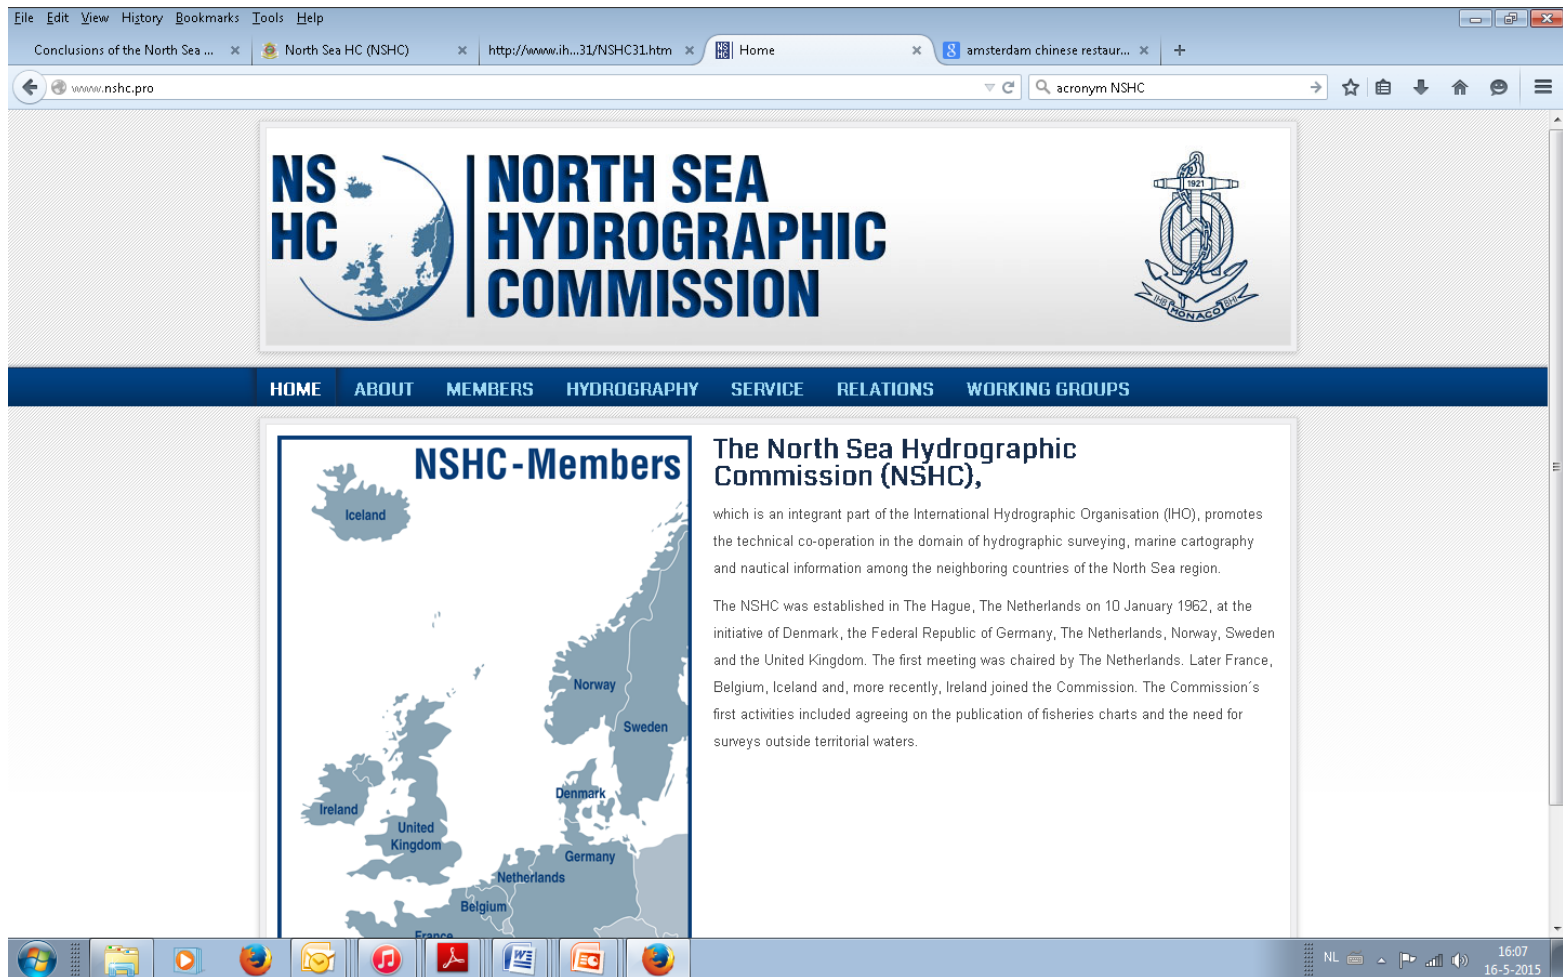 File Edit View History Bookmarks Tools Help
Conclusions of the North Sea ...
North Sea HC (NSHC)
http://www.ih...31/NSHC31.htm
Home
amsterdam chinese restaur...
www.nshc.pro
acronym NSHC
NS
HC
NORTH SEA
HYDROGRAPHIC
COMMISSION
1921
IHB MONACO BHI
HOME ABOUT MEMBERS HYDROGRAPHY SERVICE RELATIONS WORKING GROUPS
NSHC-Members
Iceland
Norway
Sweden
Denmark
Ireland
United
Kingdom
Germany
Netherlands
Belgium
France
The North Sea Hydrographic
Commission (NSHC),
which is an integrant part of the International Hydrographic Organisation (IHO), promotes
the technical co-operation in the domain of hydrographic surveying, marine cartography
and nautical information among the neighboring countries of the North Sea region.
The NSHC was established in The Hague, The Netherlands on 10 January 1962, at the
initiative of Denmark, the Federal Republic of Germany, The Netherlands, Norway, Sweden
and the United Kingdom. The first meeting was chaired by The Netherlands. Later France,
Belgium, Iceland and, more recently, Ireland joined the Commission. The Commission´s
first activities included agreeing on the publication of fisheries charts and the need for
surveys outside territorial waters.
NL
16:07
16-5-2015